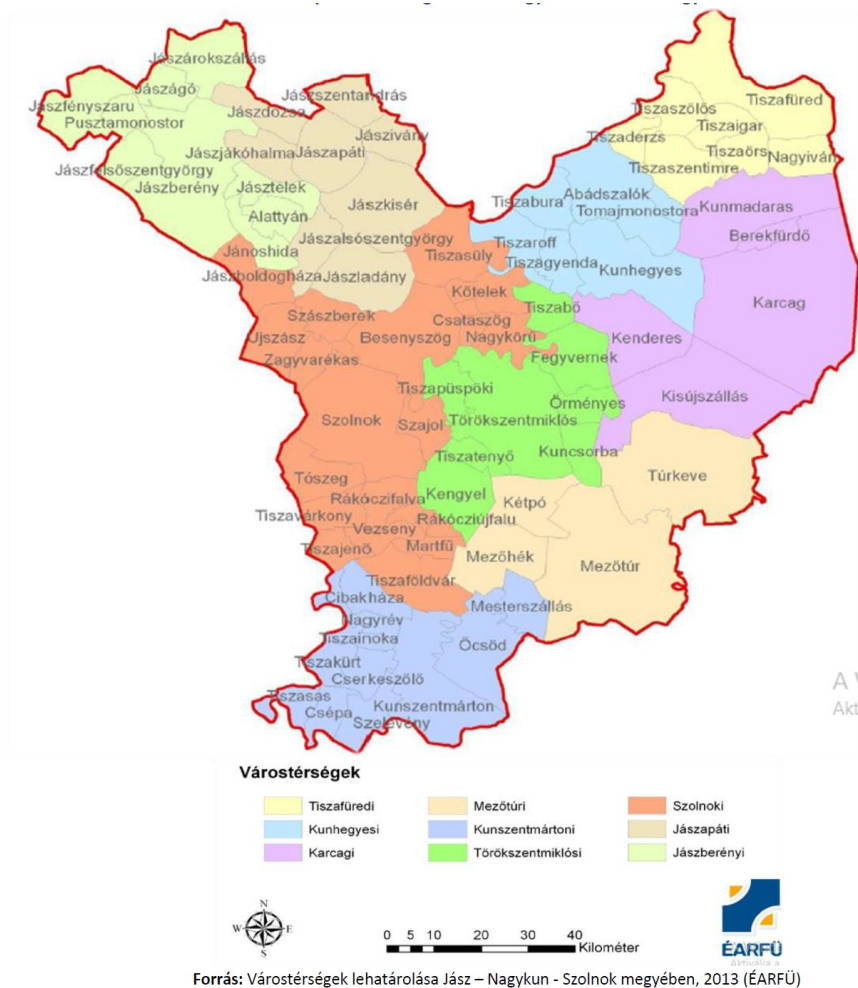 Jászárokszállás
Jászágó
Jászszentandrás
Jászfényszaru
Jászdózsa
Pusztamonostor
Jászivány
Jászjákóhalma Jászapáti
Jászfelsőszentgyörgy
Jászberény
Jásztelek
Jászkisér
Alattyán
Jánoshida
Jászalsószentgyörgy
Jászboldogháza
Jászladány
Tiszafüred
Tiszaszőlős
Tiszaigar
Tiszaderzs
Tiszaörs
Nagyiván
Tiszaszentimre
Tiszabura
Abádszalók
Tomajmonostora
Kunmadaras
Berekfürdő
Tiszaroff
Tiszagyenda
Kunhegyes
Karcag
Tiszasűly
Kőtelek
Tiszabő
Szászberek
Csataszög
Újszász
Besenyszög
Nagykörű
Kenderes
Zagyvarékas
Fegyvernek
Tiszapüspöki
Kisújszállás
Örményes
Szolnok
Szajol
Törökszentmiklós
Tiszatenyő
Kuncsorba
Túrkeve
Tószeg
Kengyel
Rákóczifalva
Kétpó
Tiszavárkony
Vezseny
Rákócziújfalu
Tiszajenő
Martfű
Mezőhék
Mezőtúr
Tiszaföldvár
Cibakháza
Mesterszállás
Nagyrév
Tiszainoka
Öcsöd
Tiszakürt
Cserkeszőlő
Tiszasas
Csépa
Kunszentmárton
Szelevény
A
Akt
Várostérségek
Tiszafüredi
Mezőtúri
Szolnoki
Kunhegyesi
Kunszentmártoni
Jászapáti
Karcagi
Törökszentmiklósi
Jászberényi
N
W E
S
0 5 10 20 30 40
Kilométer
ÉARFÜ
Forrás: Várostérségek lehatárolása Jász – Nagykun - Szolnok megyében, 2013 (ÉARFÜ)